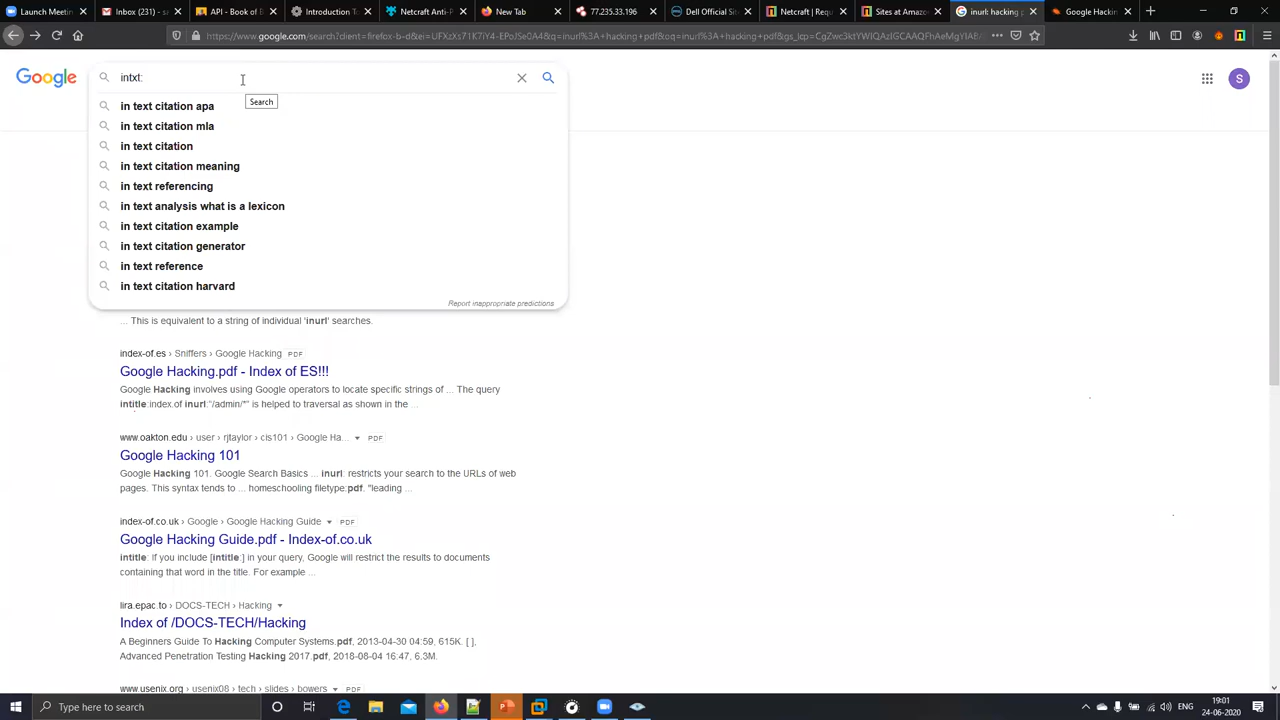 Launch Meeti
Inbox (231) - s
API - Book of B
Introduction To
Netcraft Anti-P
New Tab
77.235.33.196
Dell Official Site
Netcraft | Requ
Sites at Amazo
inurl: hacking p
Google Hacking
https://www.google.com/search?client=firefox-b-d&ei=
Google
intxt:
S
Search
in text citation apa
in text citation mla
in text citation
in text citation meaning
in text referencing
in text analysis what is a lexicon
in text citation example
in text citation generator
in text reference
in text citation harvard
Report inappropriate predictions
... This is equivalent to a string of individual 'inurl' searches.
index-of.es › Sniffers › Google Hacking PDF
Google Hacking.pdf - Index of ES!!!
Google Hacking involves using Google operators to locate specific strings of ... The query
intitle:index.of inurl:"/admin/*" is helped to traversal as shown in the ...
www.oakton.edu › user › rjtaylor › cis101 › Google Ha... PDF
Google Hacking 101
Google Hacking 101. Google Search Basics ... inurl: restricts your search to the URLs of web
pages. This syntax tends to ... homeschooling filetype:pdf. "leading ...
index-of.co.uk › Google › Google Hacking Guide PDF
Google Hacking Guide.pdf - Index-of.co.uk
intitle: If you include [intitle:] in your query, Google will restrict the results to documents
containing that word in the title. For example ...
lira.epac.to › DOCS-TECH › Hacking
Index of /DOCS-TECH/Hacking
A Beginners Guide To Hacking Computer Systems.pdf, 2013-04-30 04:59, 615K. [ ],
Advanced Penetration Testing Hacking 2017.pdf, 2018-08-04 16:47, 6.3M.
www.usenix.org › usenix08 › tech › slides › bowers PDF
Type here to search
ENG
19:01
24-06-2020